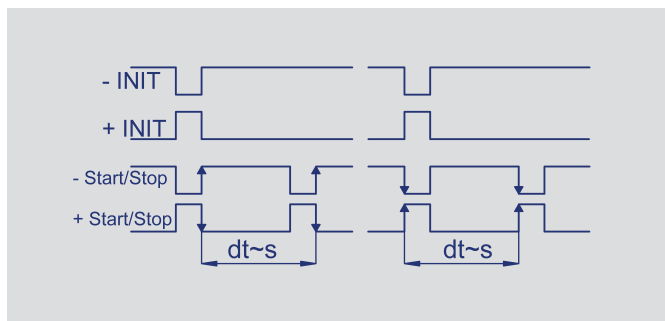 - INIT
+ INIT
- Start/Stop
+ Start/Stop
dt~s dt~s